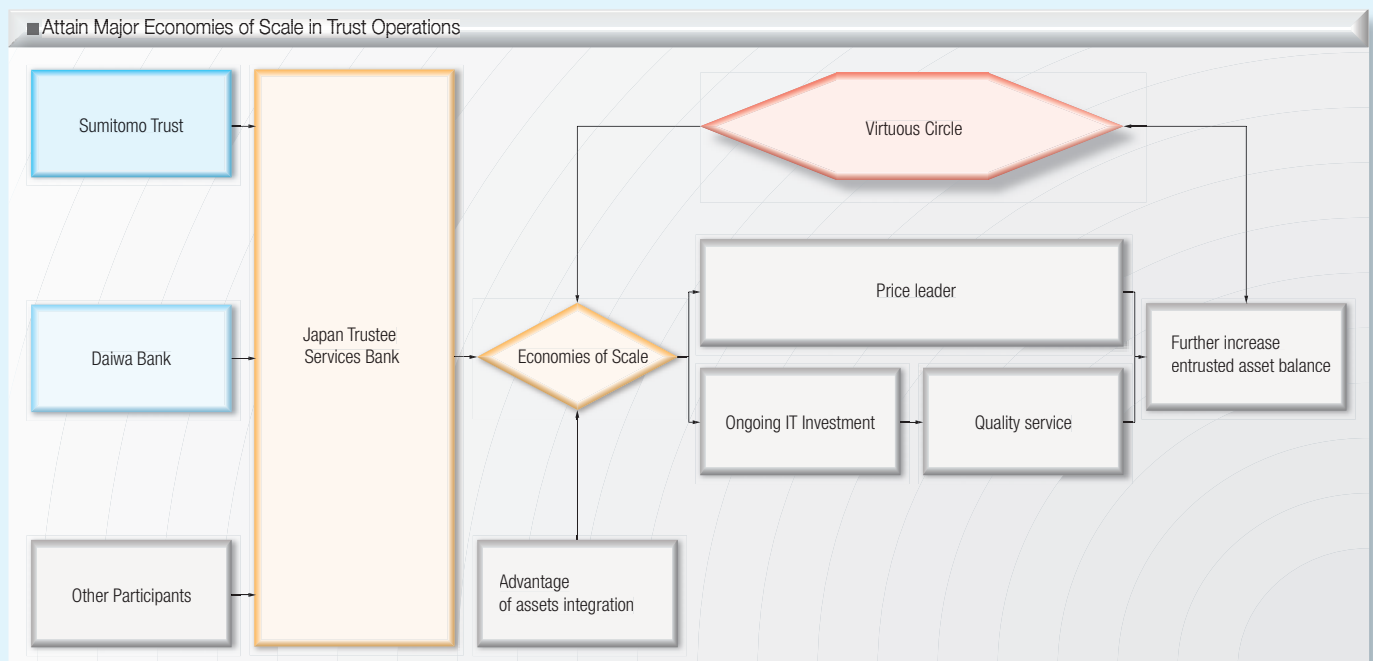 ■Attain Major Economies of Scale in Trust Operations
Sumitomo Trust
Virtuous Circle
Price leader
Japan Trustee
Services Bank
Daiwa Bank
Economies of Scale
Further increase
entrusted asset balance
Ongoing IT Investment
Quality service
Other Participants
Advantage
of assets integration